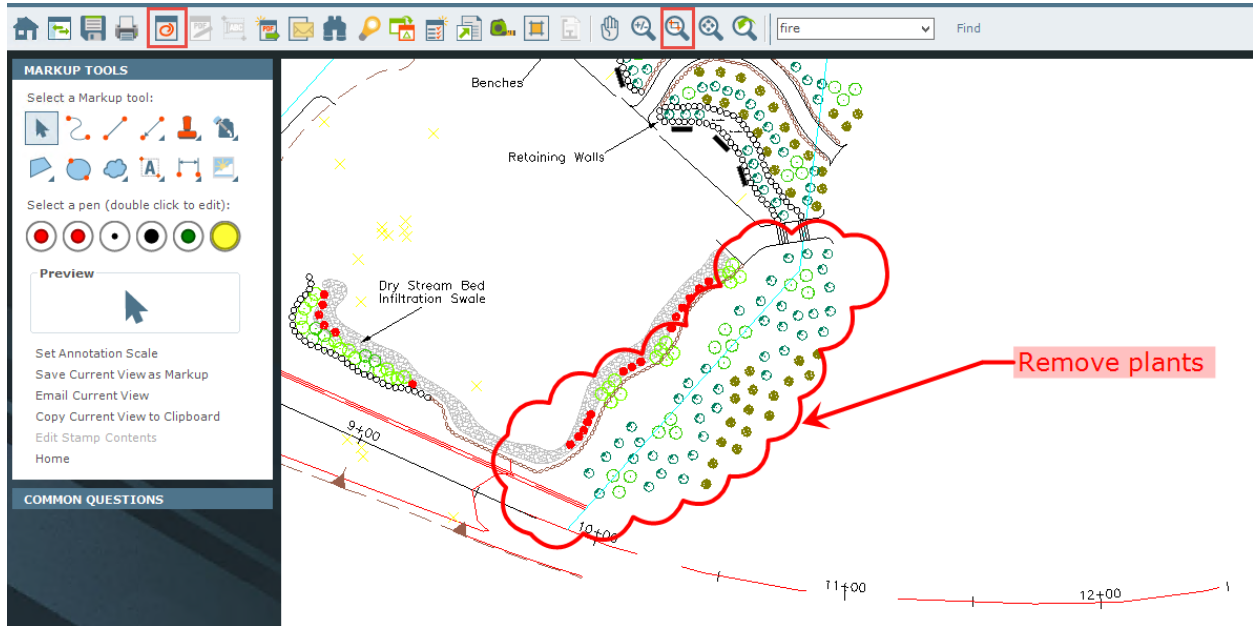 fire
Find
MARKUP TOOLS
Select a Markup tool:
A
Select a pen (double click to edit):
Preview
Set Annotation Scale
Save Current View as Markup
Email Current View
Copy Current View to Clipboard
Edit Stamp Contents
Home
COMMON QUESTIONS
Benches
Retaining Walls
Dry Stream Bed
Infiltration Swale
Remove plants
9+00
10+00
11+00
12+00